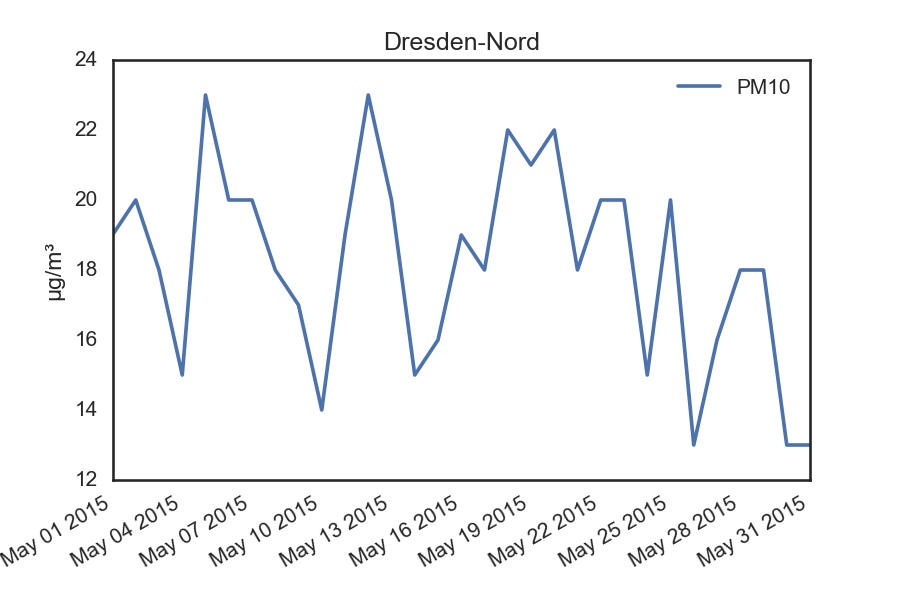 Dresden-Nord
24
22
20
18
16
14
12
µg/m³
PM10
May 01 2015
May 04 2015
May 07 2015
May 10 2015
May 13 2015
May 16 2015
May 19 2015
May 22 2015
May 25 2015
May 28 2015
May 31 2015